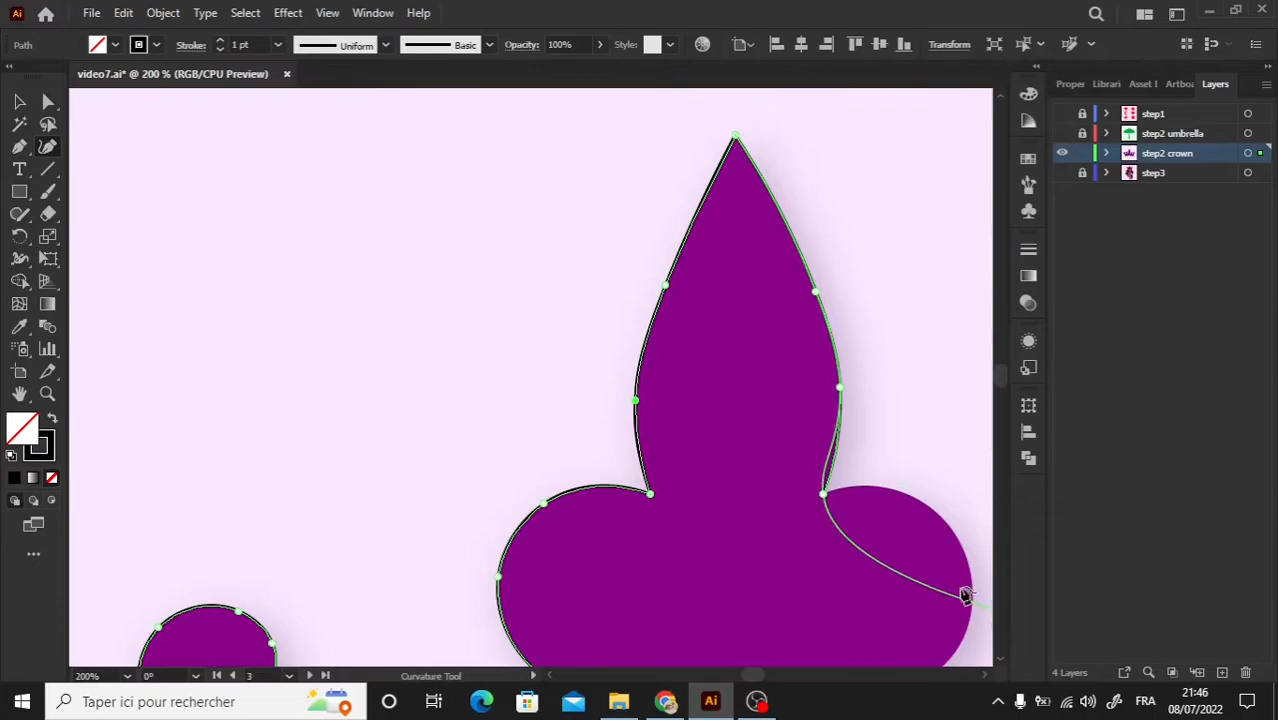 Ai File Edit Object Type Select Effect View Window Help
Path Stroke: 1 pt Uniform Basic Opacity: 100% Style: Transform
video7.ai* @ 200 % (RGB/CPU Preview)
Proper Librari Asset I Artboa Layers
step1
step2 umbrella
step2 crown
step3
200% 0° 3 Curvature Tool 4 Layers
Taper ici pour rechercher Ai FRA 21:46
08/07/2022